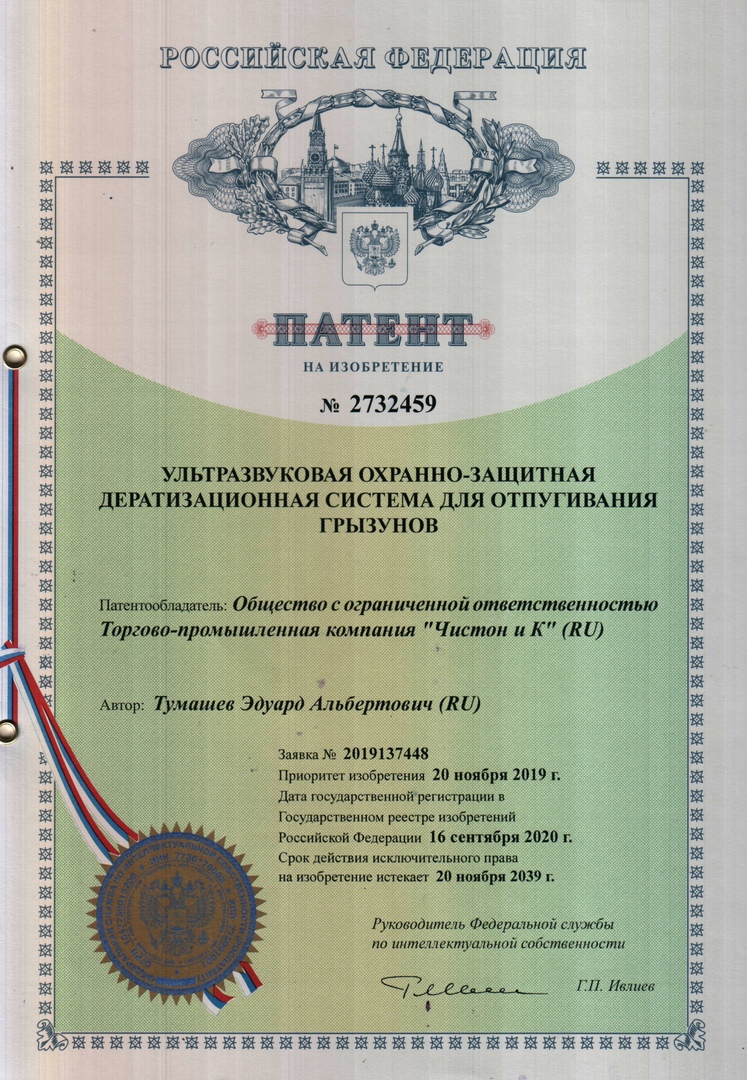 РОССИЙСКАЯ ФЕДЕРАЦИЯ
ПАТЕНТ
НА ИЗОБРЕТЕНИЕ
№ 2732459
УЛЬТРАЗВУКОВАЯ ОХРАННО-ЗАЩИТНАЯ
ДЕРАТИЗАЦИОННАЯ СИСТЕМА ДЛЯ ОТПУГИВАНИЯ
ГРЫЗУНОВ
Патентообладатель: Общество с ограниченной ответственностью
Торгово-промышленная компания "Чистон и К" (RU)
Автор: Тумашев Эдуард Альбертович (RU)
Заявка № 2019137448
Приоритет изобретения 20 ноября 2019 г.
Дата государственной регистрации в
Государственном реестре изобретений
Российской Федерации 16 сентября 2020 г.
Срок действия исключительного права
на изобретение истекает 20 ноября 2039 г.
Руководитель Федеральной службы
по интеллектуальной собственности
Г.П. Ивлиев